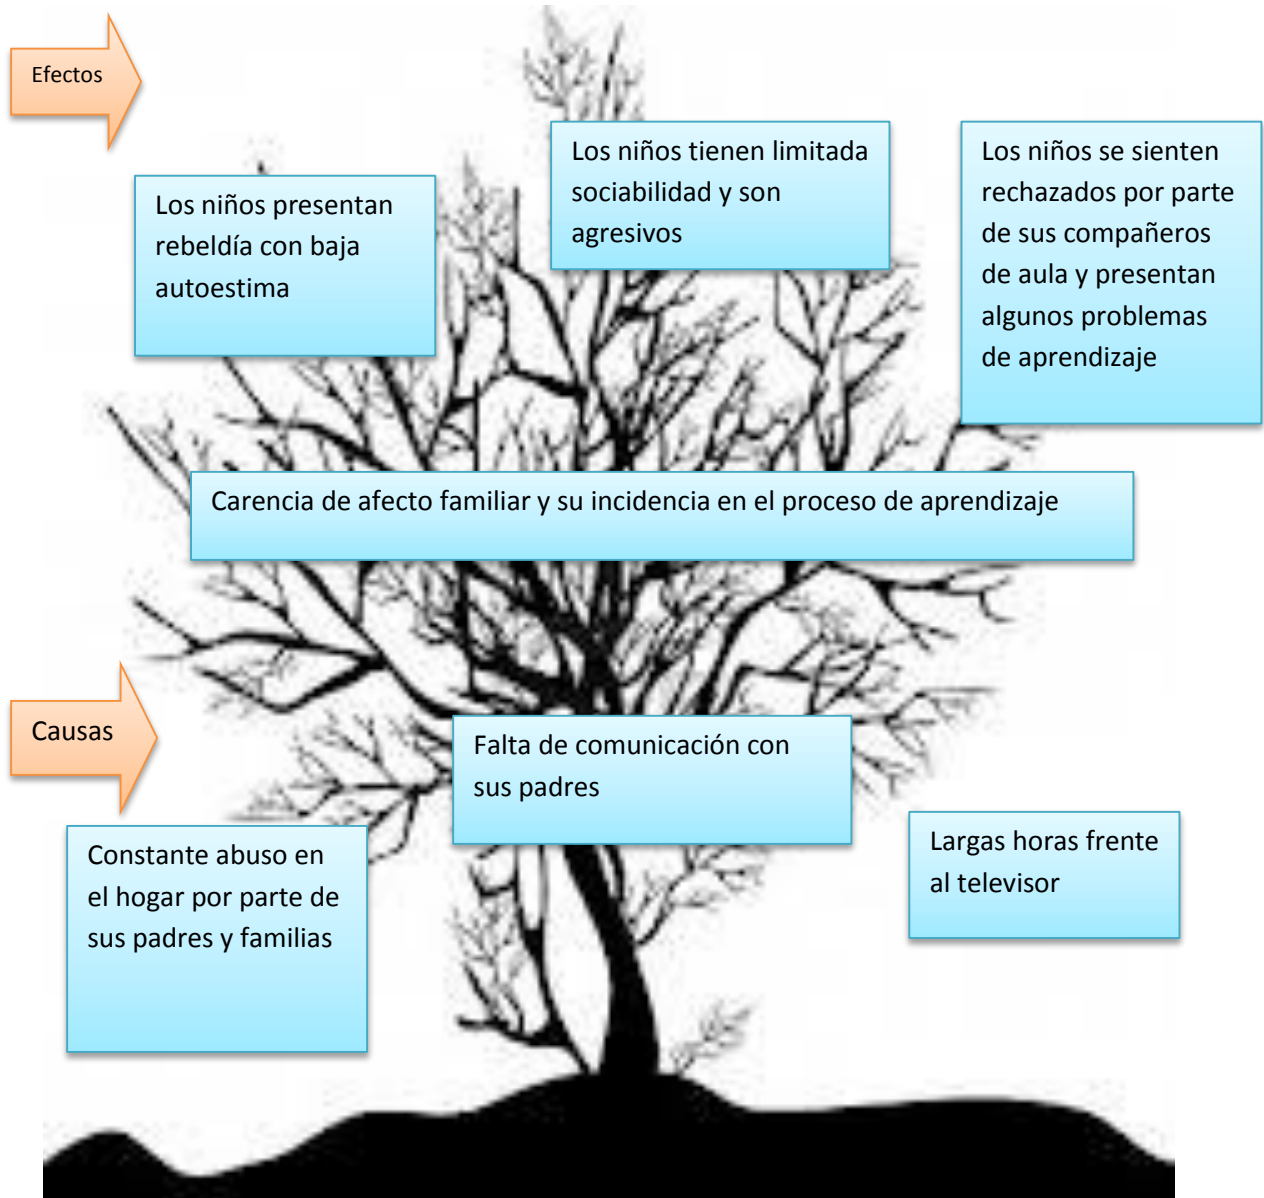 Efectos
Los niños presentan
rebeldía con baja
autoestima
Los niños tienen limitada
sociabilidad y son
agresivos
Los niños se sienten
rechazados por parte
de sus compañeros
de aula y presentan
algunos problemas
de aprendizaje
Carencia de afecto familiar y su incidencia en el proceso de aprendizaje
Causas
Constante abuso en
el hogar por parte de
sus padres y familias
Falta de comunicación con
sus padres
Largas horas frente
al televisor